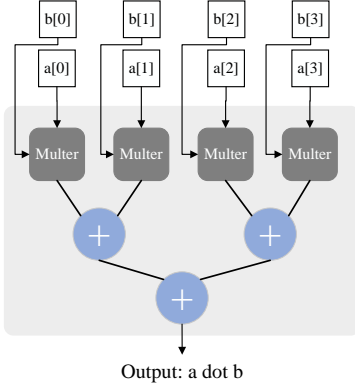 b[0] b[1] b[2] b[3]
a[0] a[1] a[2] a[3]
Multer Multer Multer Multer
+ +
+
Output: a dot b